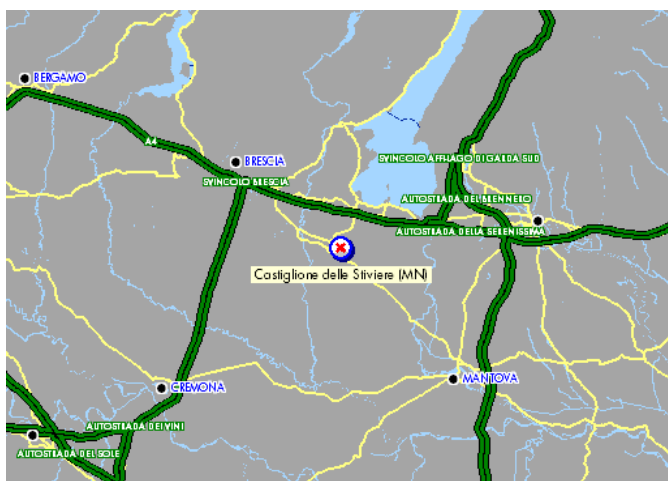 BERGAMO
A4
BRESCIA
SVINCOLO BRESCIA
SVINCOLO AFFI-LAGO DI GARDA SUD
AUTOSTRADA DEL BRENNERO
AUTOSTRADA DELLA SERENISSIMA
Castiglione delle Stiviere (MN)
MANTOVA
CREMONA
AUTOSTRADA DEI VINI
AUTOSTRADA DEL SOLE